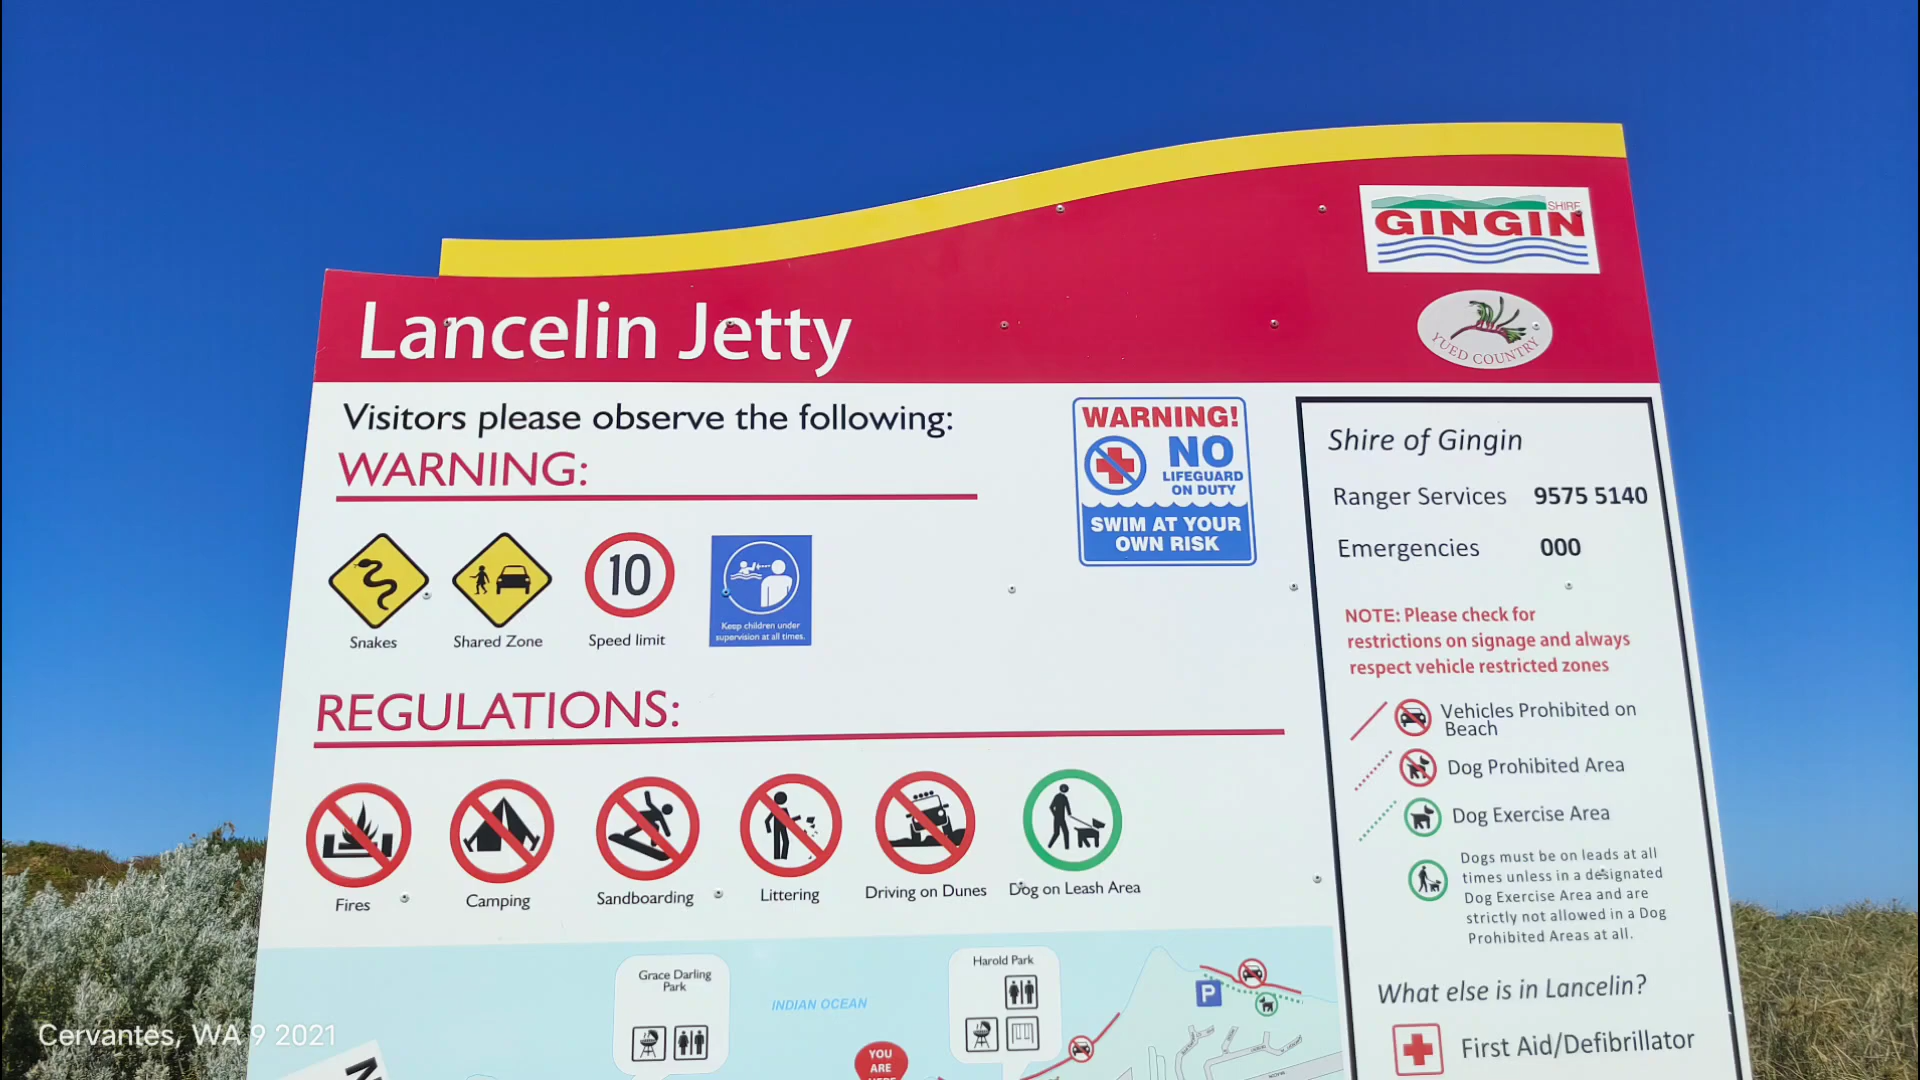 SHIRE
GINGIN
YUED COUNTRY
Lancelin Jetty
Visitors please observe the following:
WARNING:
Snakes
Shared Zone
10
Speed limit
Keep children under
supervision at all times.
WARNING!
NO
LIFEGUARD
ON DUTY
SWIM AT YOUR
OWN RISK
REGULATIONS:
Fires
Camping
Sandboarding
Littering
Driving on Dunes
Dog on Leash Area
Shire of Gingin
Ranger Services 9575 5140
Emergencies 000
NOTE: Please check for
restrictions on signage and always
respect vehicle restricted zones
Vehicles Prohibited on
Beach
Dog Prohibited Area
Dog Exercise Area
Dogs must be on leads at all
times unless in a designated
Dog Exercise Area and are
strictly not allowed in a Dog
Prohibited Areas at all.
What else is in Lancelin?
First Aid/Defibrillator
Grace Darling
Park
INDIAN OCEAN
Harold Park
P
YOU
ARE
N
Cervantes, WA 9 2021